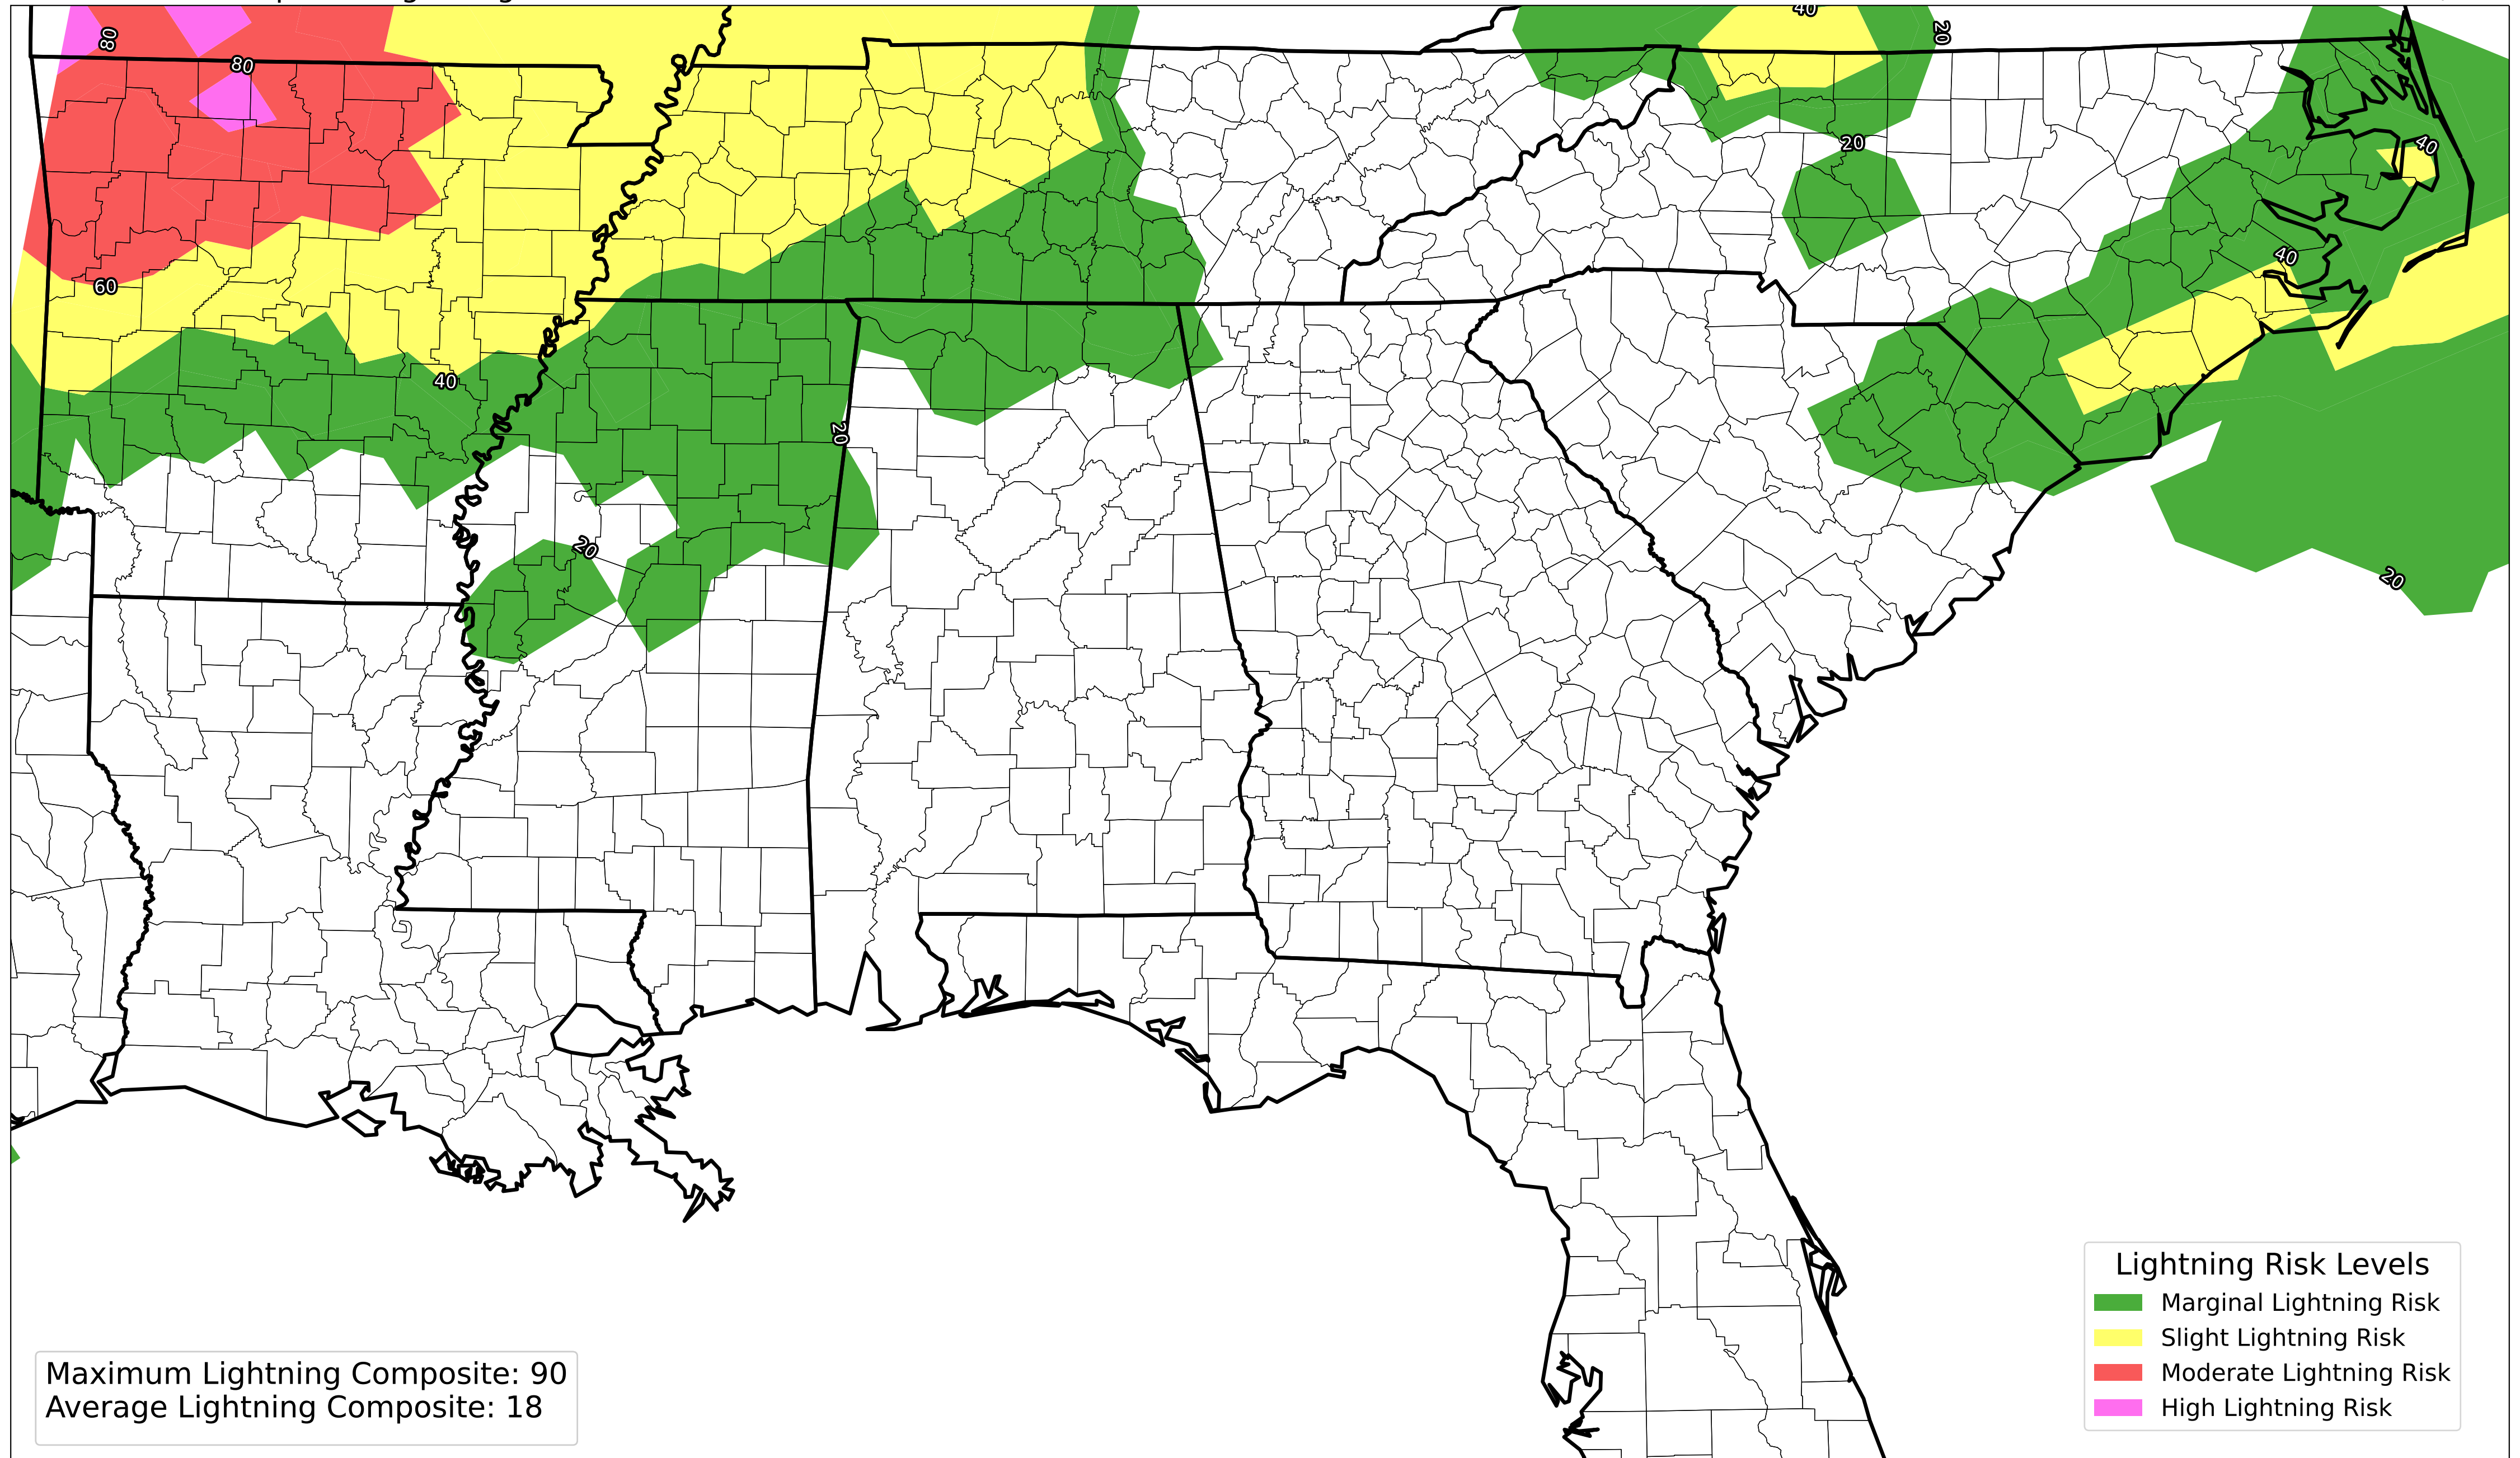 40
20
80
80
20
40
40
60
40
20
20
20
Lightning Risk Levels
Marginal Lightning Risk
Slight Lightning Risk
Moderate Lightning Risk
High Lightning Risk
Maximum Lightning Composite: 90
Average Lightning Composite: 18